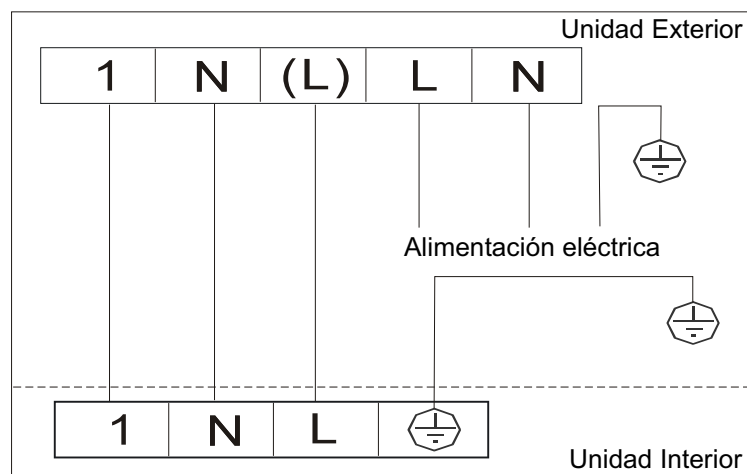 Unidad Exterior
1 N (L) L N
Alimentación eléctrica
1 N L
Unidad Interior